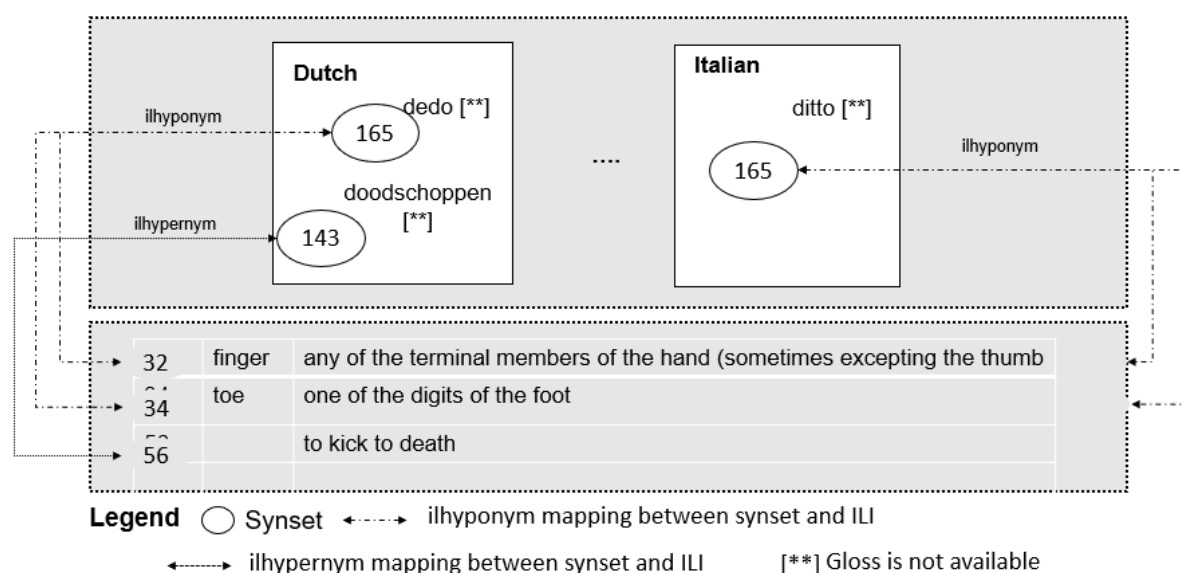 Dutch
dedo [**]
165
doodschoppen
[**]
143
ilhyponym
ilhypernym
....
Italian
ditto [**]
165
ilhyponym
32 finger any of the terminal members of the hand (sometimes excepting the thumb
34 toe one of the digits of the foot
56 to kick to death
Legend Synset ilhyponym mapping between synset and ILI
ilhypernym mapping between synset and ILI [**] Gloss is not available